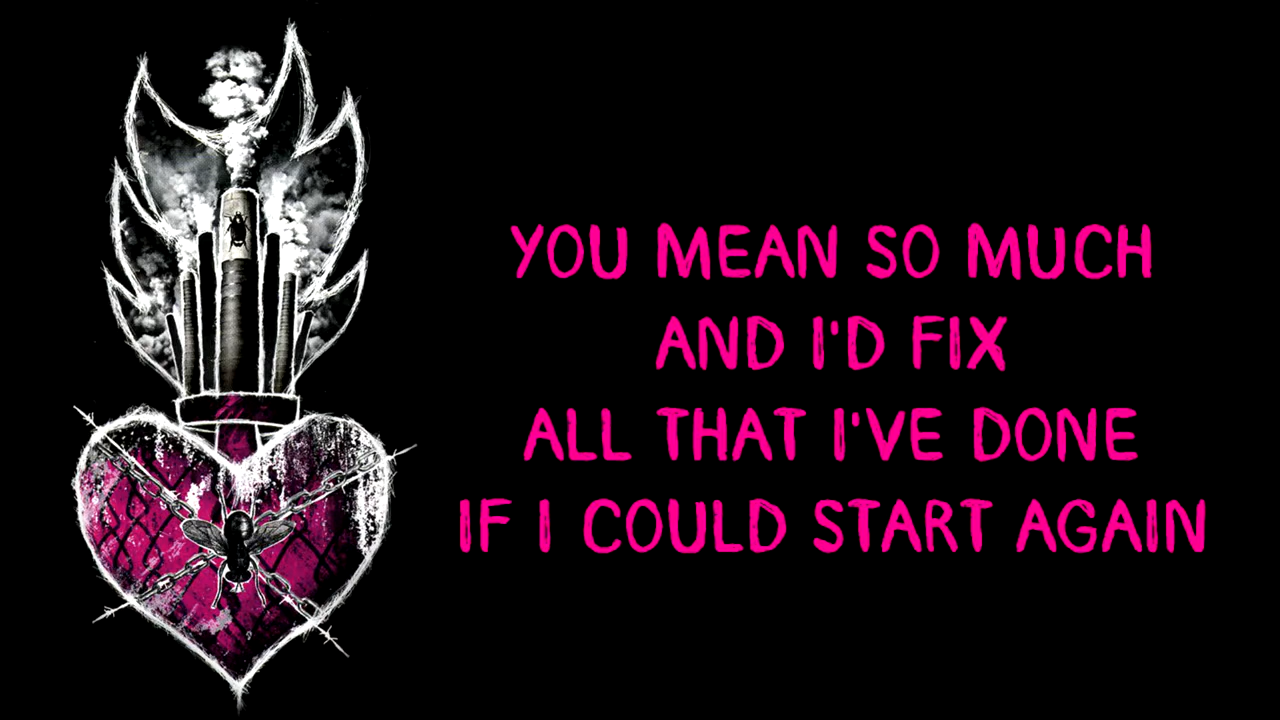 YOU MEAN SO MUCH
AND I'D FIX
ALL THAT I'VE DONE
IF I COULD START AGAIN